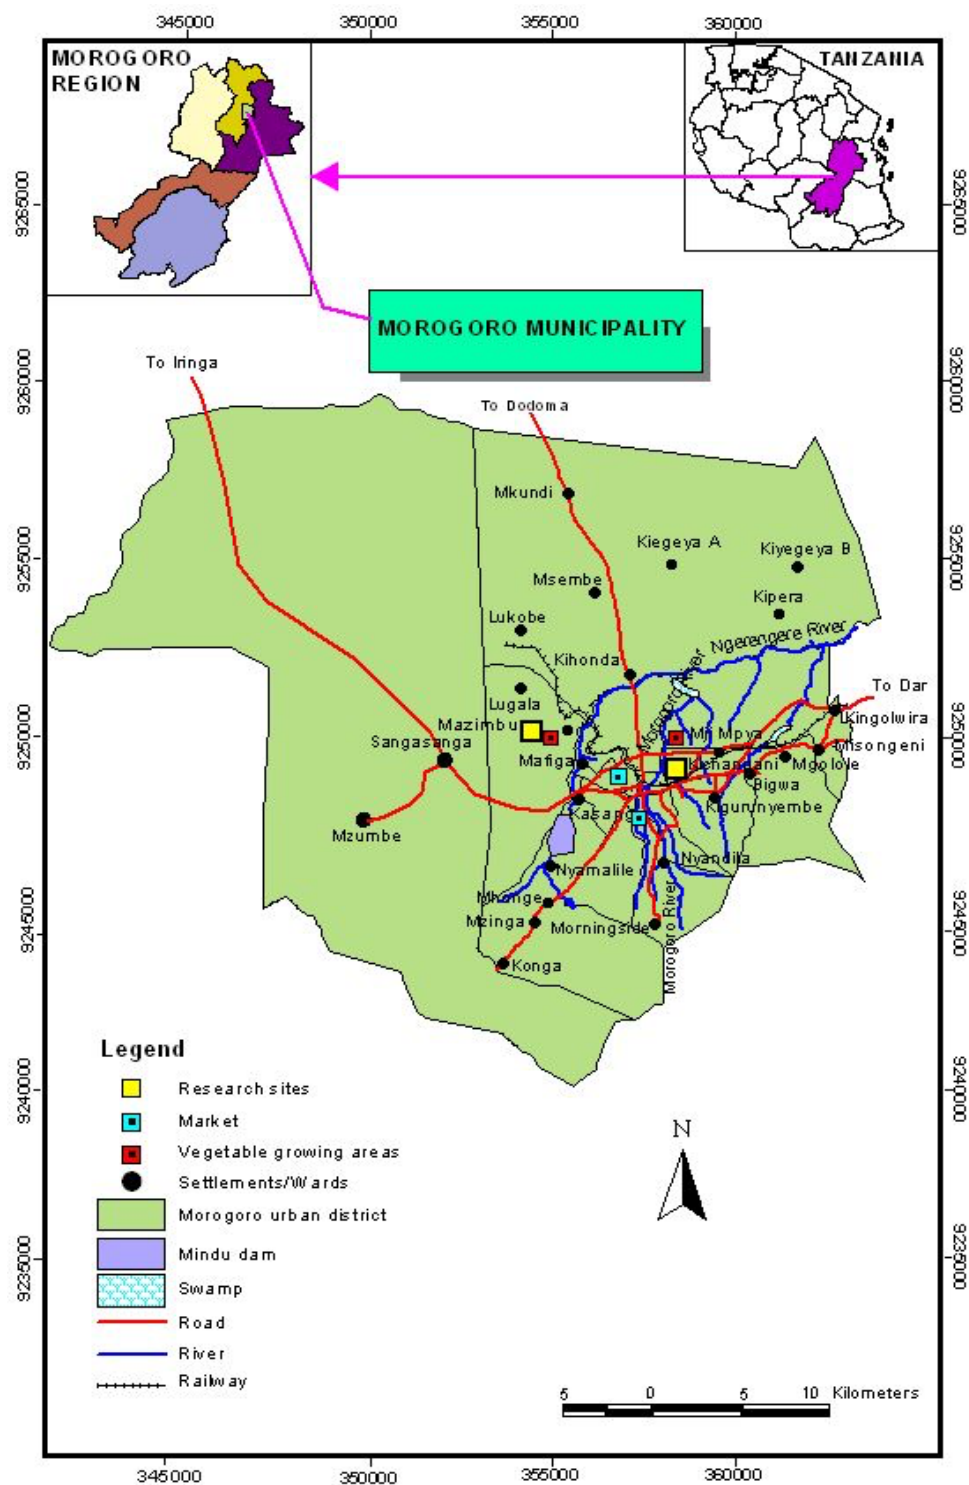 345000 350000 355000 360000
MOROGORO
REGION
TANZANIA
9265000 9265000
MOROGORO MUNICIPALITY
To Iringa
9260000 9260000
To Dodoma
Mkundi
Kiegeya A
Kiyegeya B
9255000 9255000
Msembe
Kipera
Lukobe
Ngerengere River
Kihonda
Morogoro River
To Dar
Lugala
Kingolwira
Mazimbu
Mji Mpya
9250000 9250000
Sangasanga
Misongeni
Mafiga
Kichangani
Mgolole
Bigwa
Kasanga
Kigurunyembe
Mzumbe
Nyandila
Nyamalile
Mhonge
Mzinga
Morningside
Morogoro River
9245000 9245000
Konga
Legend
Research sites
9240000 9240000
Market
N
Vegetable growing areas
Settlements/Wards
Morogoro urban district
Mindu dam
9235000 9235000
Swamp
Road
River
Railway
5 0 5 10 Kilometers
345000 350000 355000 360000